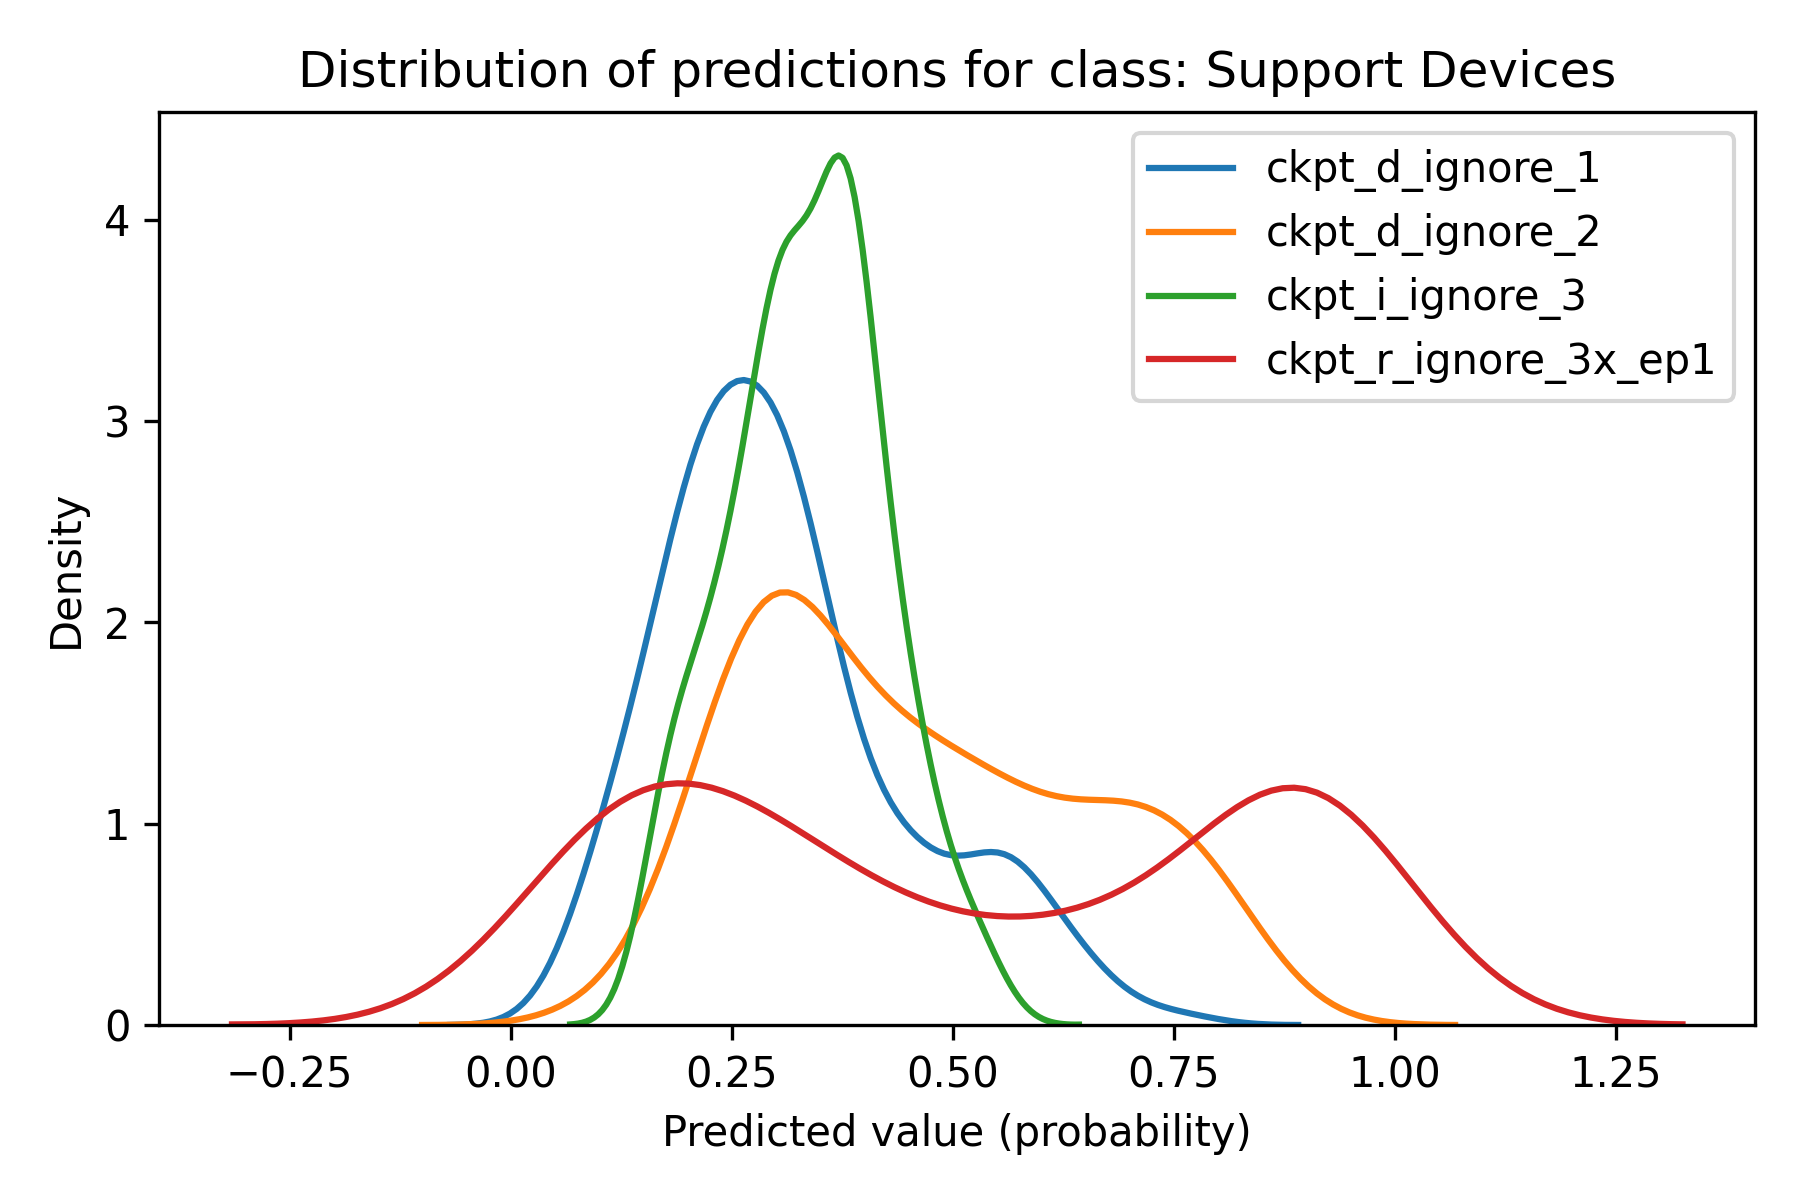 Distribution of predictions for class: Support Devices
ckpt_d_ignore_1
ckpt_d_ignore_2
ckpt_i_ignore_3
ckpt_r_ignore_3x_ep1
Density
4
3
2
1
0
−0.25 0.00 0.25 0.50 0.75 1.00 1.25
Predicted value (probability)